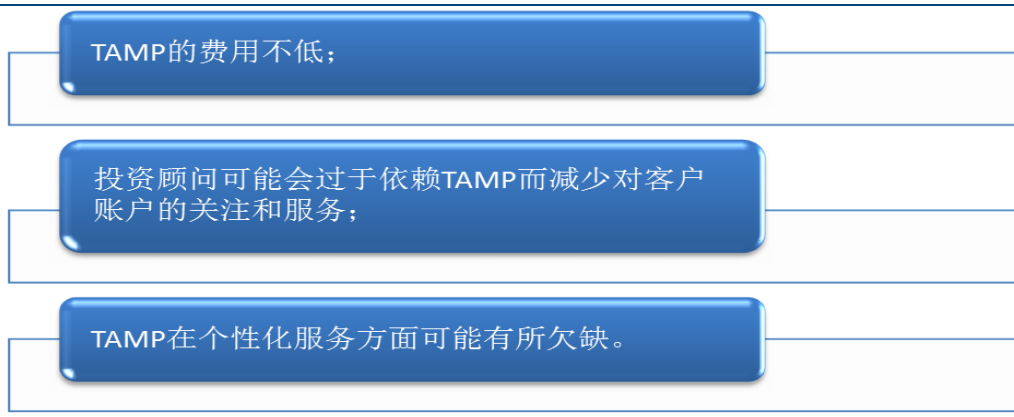 TAMP的费用不低；
投资顾问可能会过于依赖TAMP而减少对客户
账户的关注和服务；
TAMP在个性化服务方面可能有所欠缺。